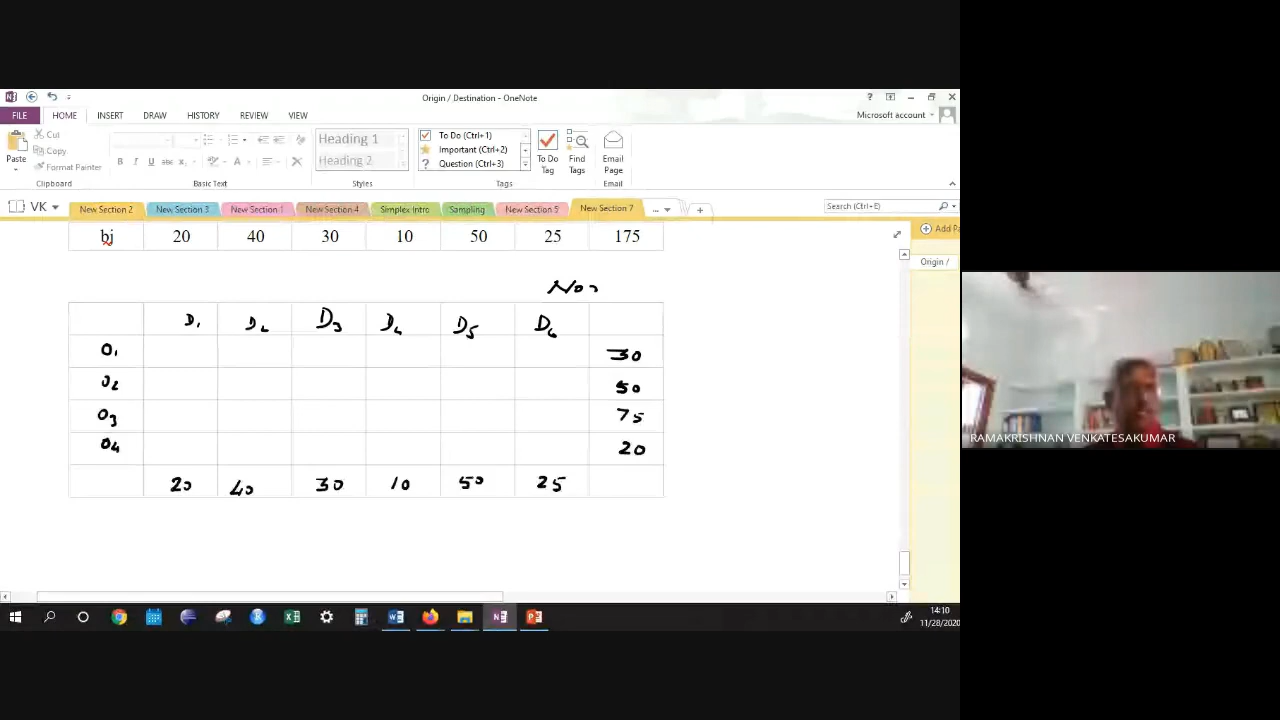 Origin / Destination - OneNote
FILE HOME INSERT DRAW HISTORY REVIEW VIEW
Microsoft account
Paste Cut
Copy
Format Painter
Clipboard
B I U abc X₂ A
Basic Text
Heading 1
Heading 2
Styles
To Do (Ctrl+1)
Important (Ctrl+2)
Question (Ctrl+3)
To Do Tag
Find Tags
Tags
Email Page
Email
VK New Section 2 New Section 3 New Section 1 New Section 4 Simplex Intro Sampling New Section 5 New Section 7 ... +
Search (Ctrl+E)
Add Pa
Origin /
bj 20 40 30 10 50 25 175
D1 D2 D3 D4 D5 D6
O1 30
O2 50
O3 75
O4 20
20 40 30 10 50 25
RAMAKRISHNAN VENKATESAKUMAR
14:10
11/28/2020